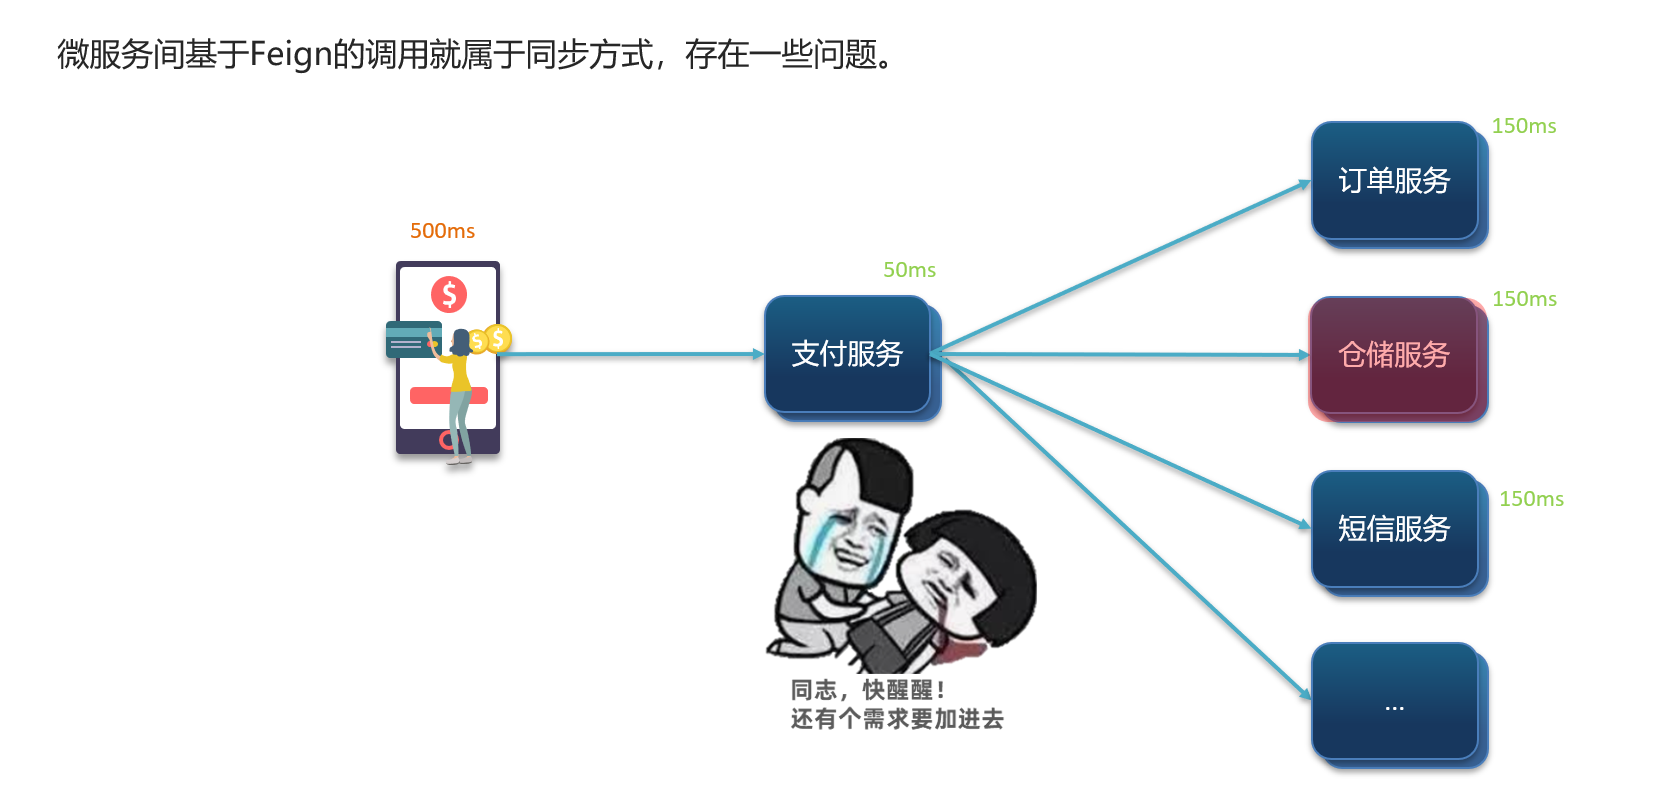 微服务间基于Feign的调用就属于同步方式，存在一些问题。
150ms
订单服务
500ms
50ms
150ms
$
$
$
支付服务
仓储服务
150ms
短信服务
同志，快醒醒！
还有个需求要加进去
...